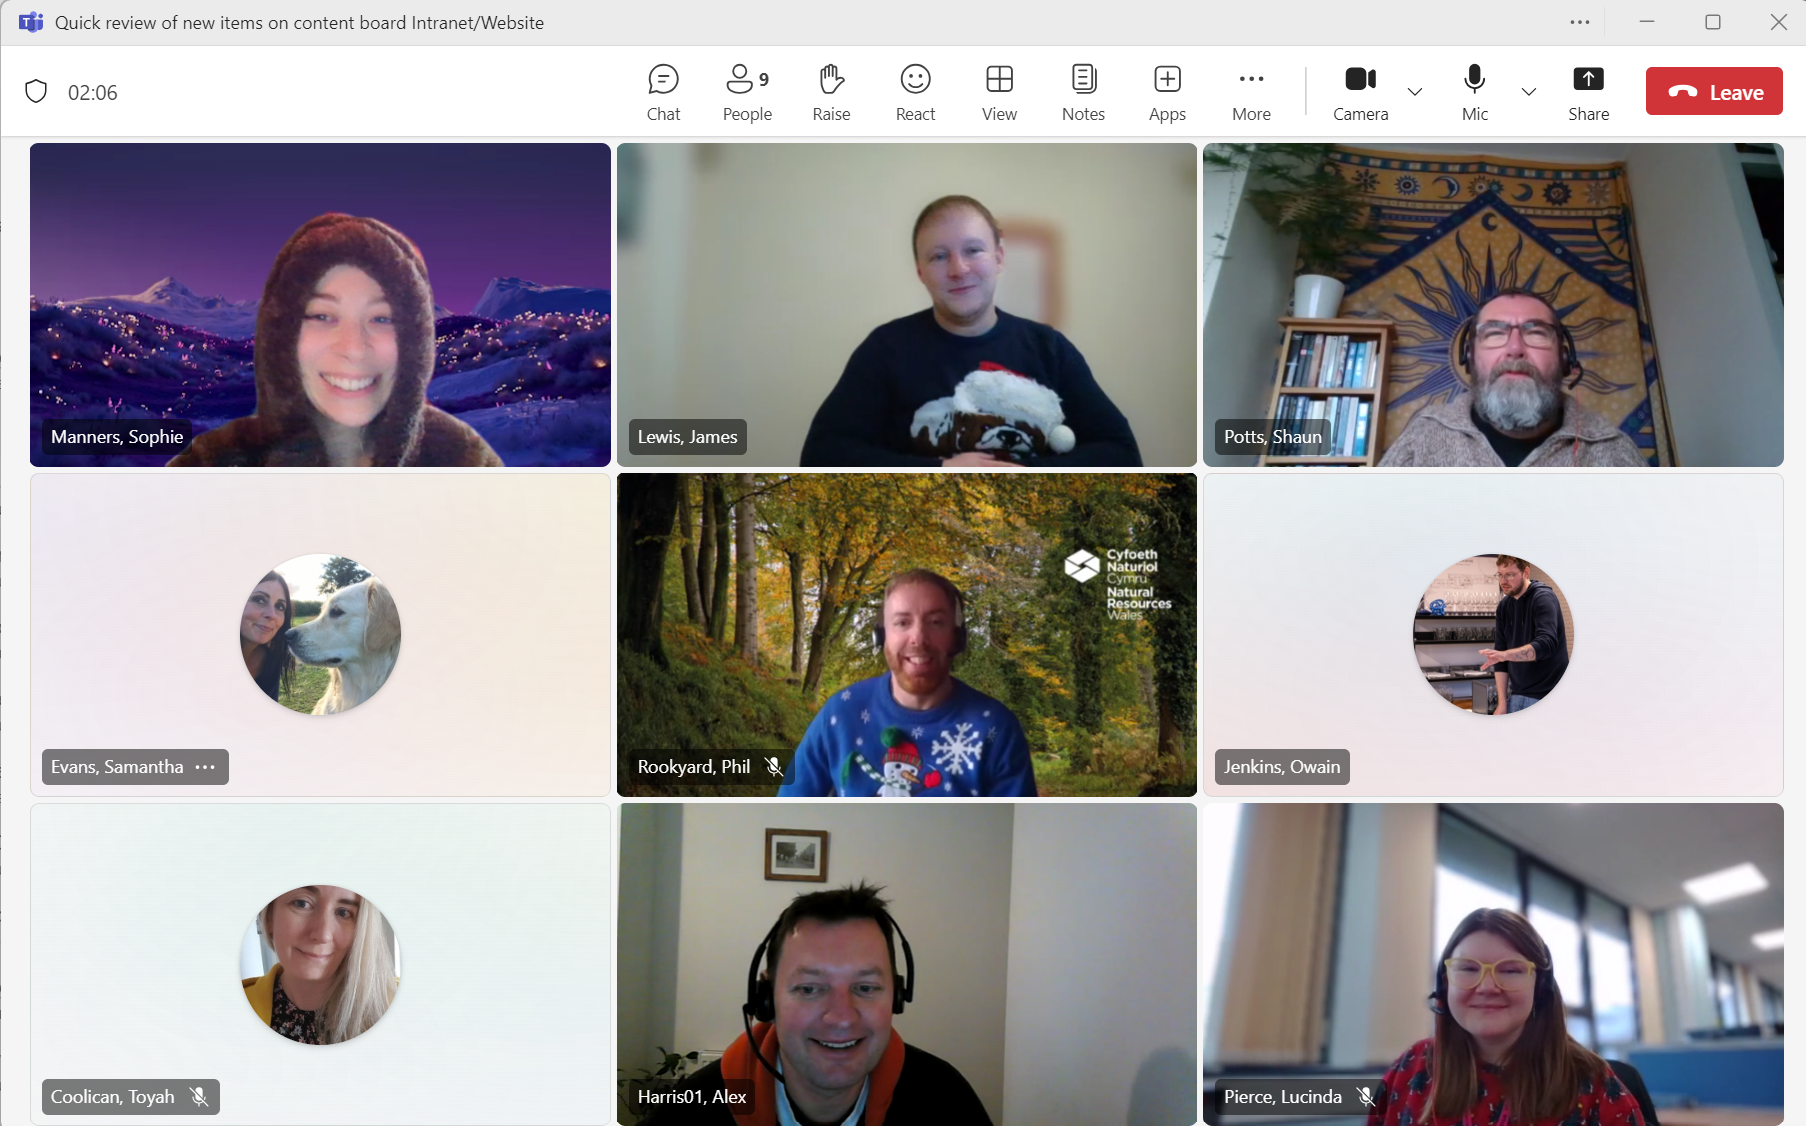 Quick review of new items on content board Intranet/Website
02:06
Chat
People
9
Raise
React
View
Notes
Apps
More
Camera
Mic
Share
Leave
Manners, Sophie
Lewis, James
Potts, Shaun
Evans, Samantha
Cyfoeth
Naturiol
Cymru
Natural
Resources
Wales
Rookyard, Phil
Jenkins, Owain
Coolican, Toyah
Harris01, Alex
Pierce, Lucinda